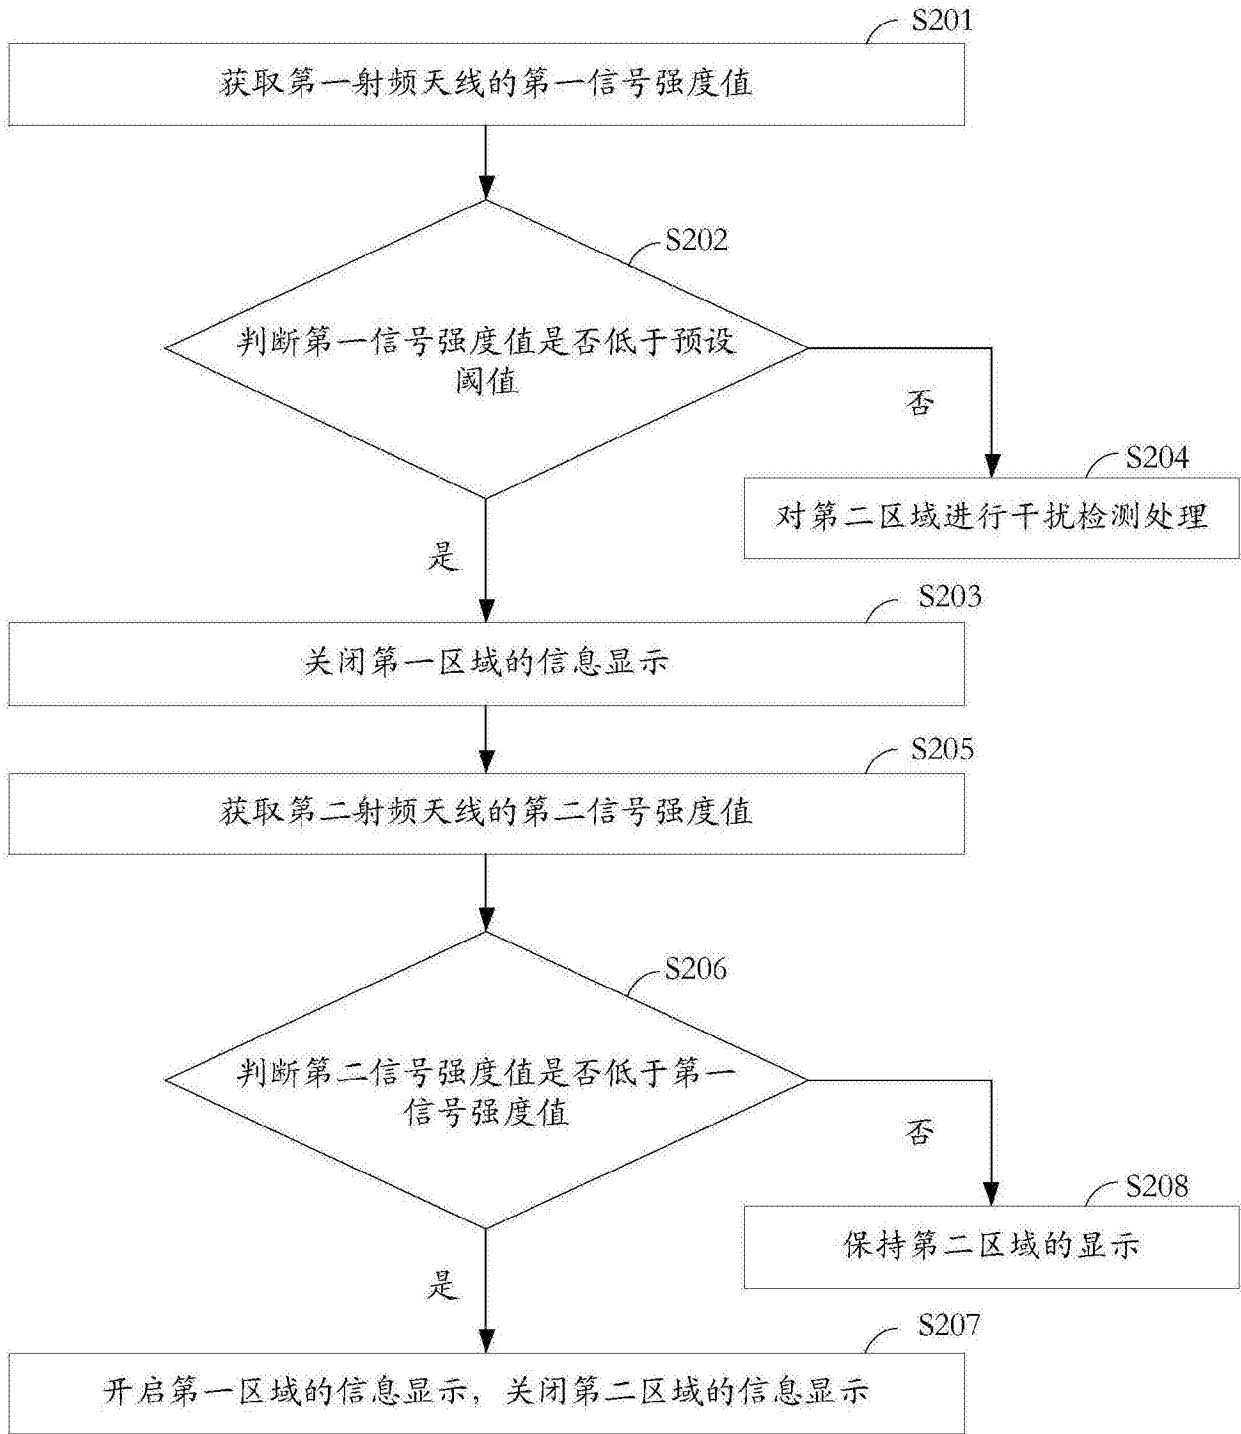 S201
获取第一射频天线的第一信号强度值
S202
判断第一信号强度值是否低于预设
阈值
否
S204
对第二区域进行干扰检测处理
是
S203
关闭第一区域的信息显示
S205
获取第二射频天线的第二信号强度值
S206
判断第二信号强度值是否低于第一
信号强度值
否
S208
保持第二区域的显示
是
S207
开启第一区域的信息显示，关闭第二区域的信息显示